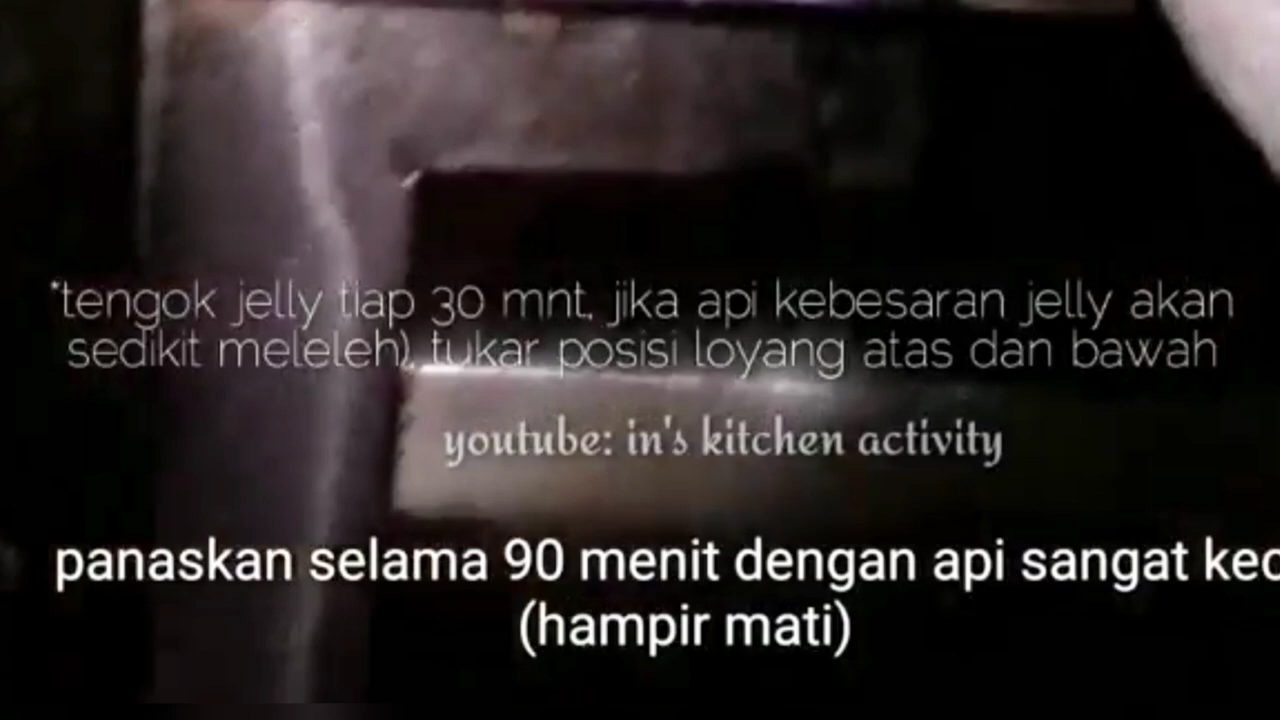 *tengok jelly tiap 30 mnt, jika api kebesaran jelly akan
sedikit meleleh), tukar posisi loyang atas dan bawah
youtube: in's kitchen activity
panaskan selama 90 menit dengan api sangat kec
(hampir mati)